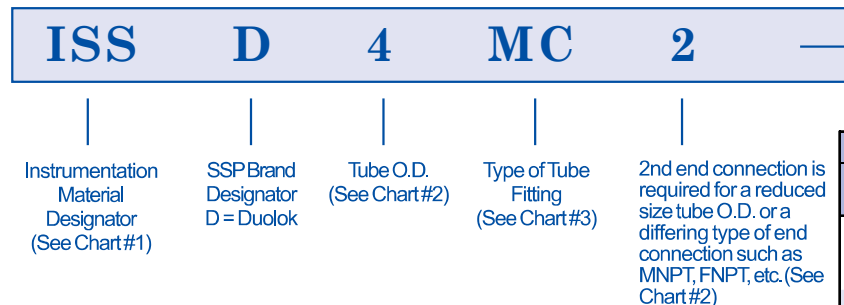 ISS D 4 MC 2 —
Instrumentation
Material
Designator
(See Chart #1)
SSP Brand
Designator
D = Duolok
Tube O.D.
(See Chart #2)
Type of Tube
Fitting
(See Chart #3)
2nd end connection is
required for a reduced
size tube O.D. or a
differing type of end
connection such as
MNPT, FNPT, etc. (See
Chart #2)